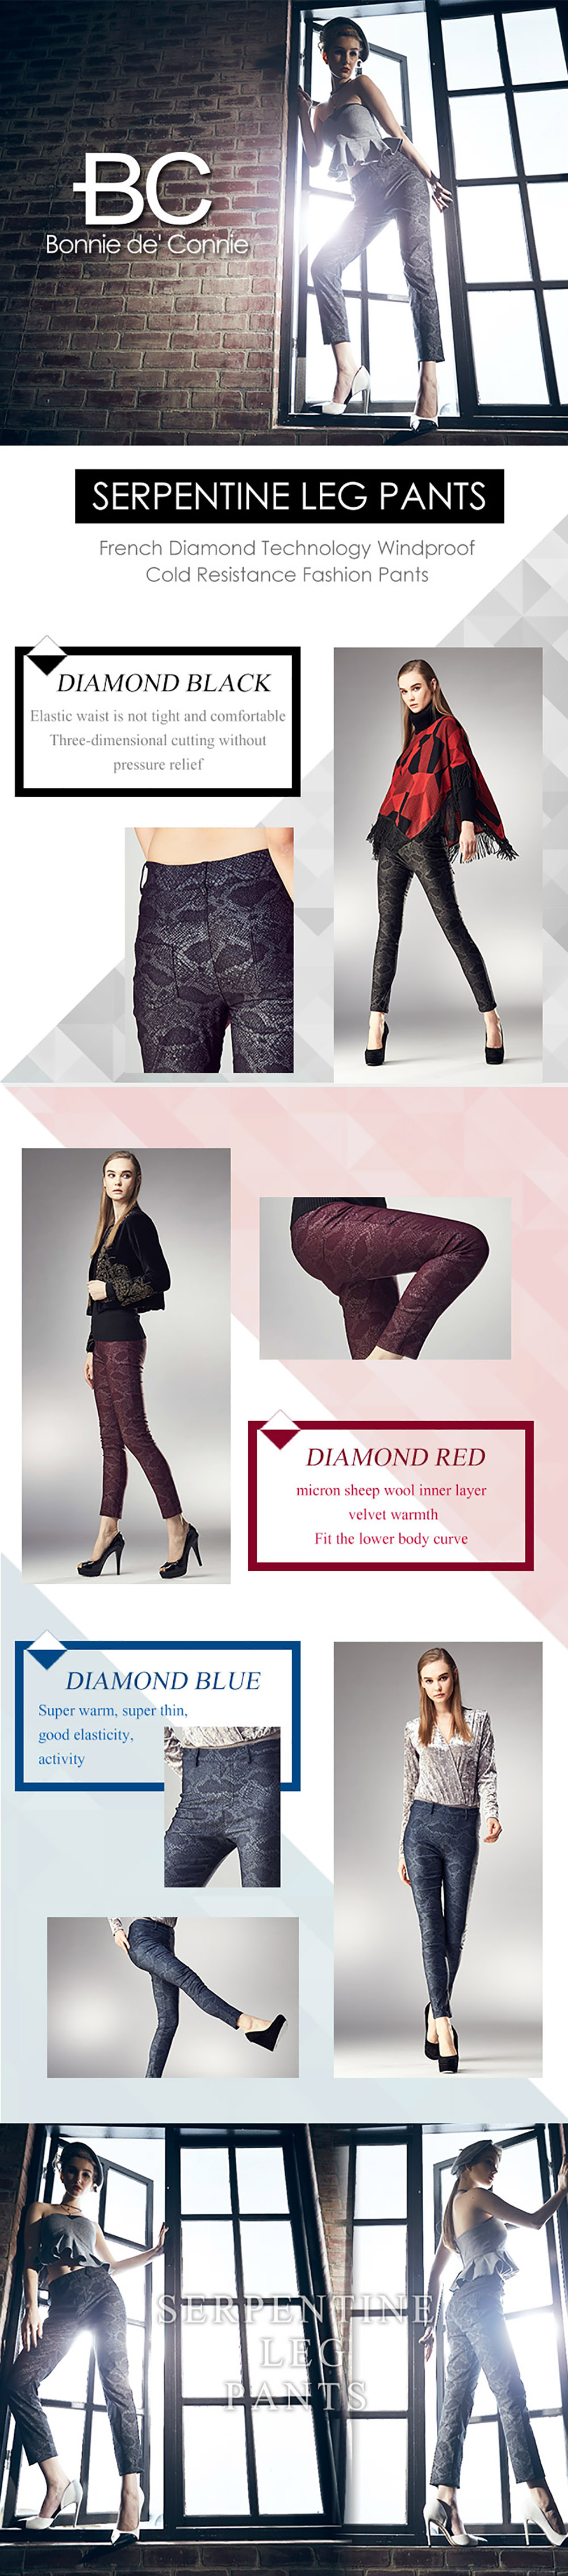 BC
Bonnie de' Connie
SERPENTINE LEG PANTS
French Diamond Technology Windproof
Cold Resistance Fashion Pants
DIAMOND BLACK
Elastic waist is not tight and comfortable
Three-dimensional cutting without
pressure relief
DIAMOND RED
micron sheep wool inner layer
velvet warmth
Fit the lower body curve
DIAMOND BLUE
Super warm, super thin,
good elasticity,
activity
SERPENTINE
LEG
PANTS